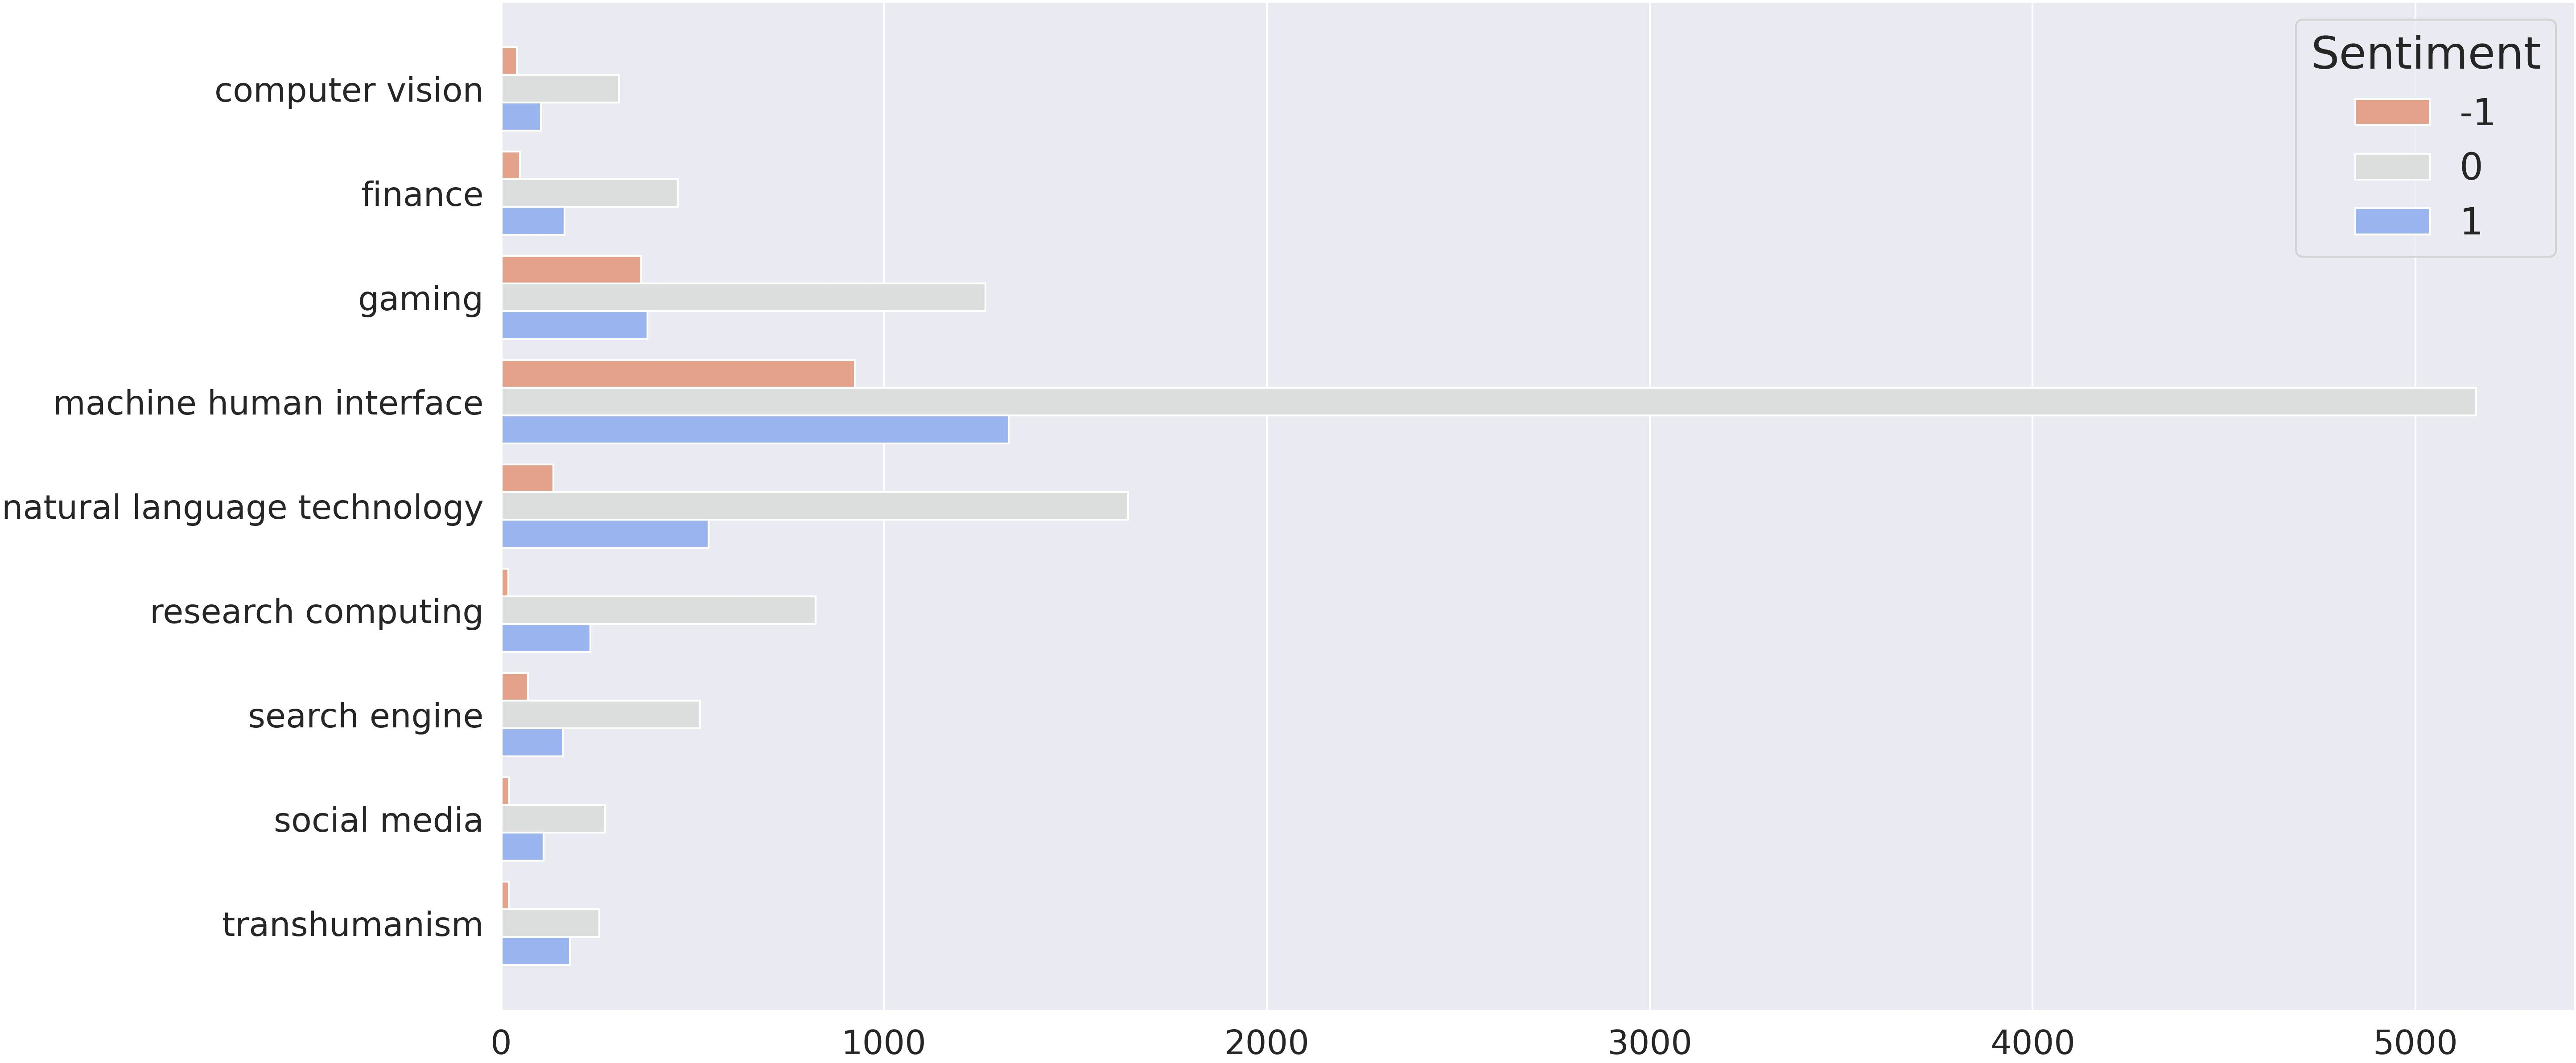 Sentiment
-1
0
1
computer vision
finance
gaming
machine human interface
natural language technology
research computing
search engine
social media
transhumanism
0 1000 2000 3000 4000 5000